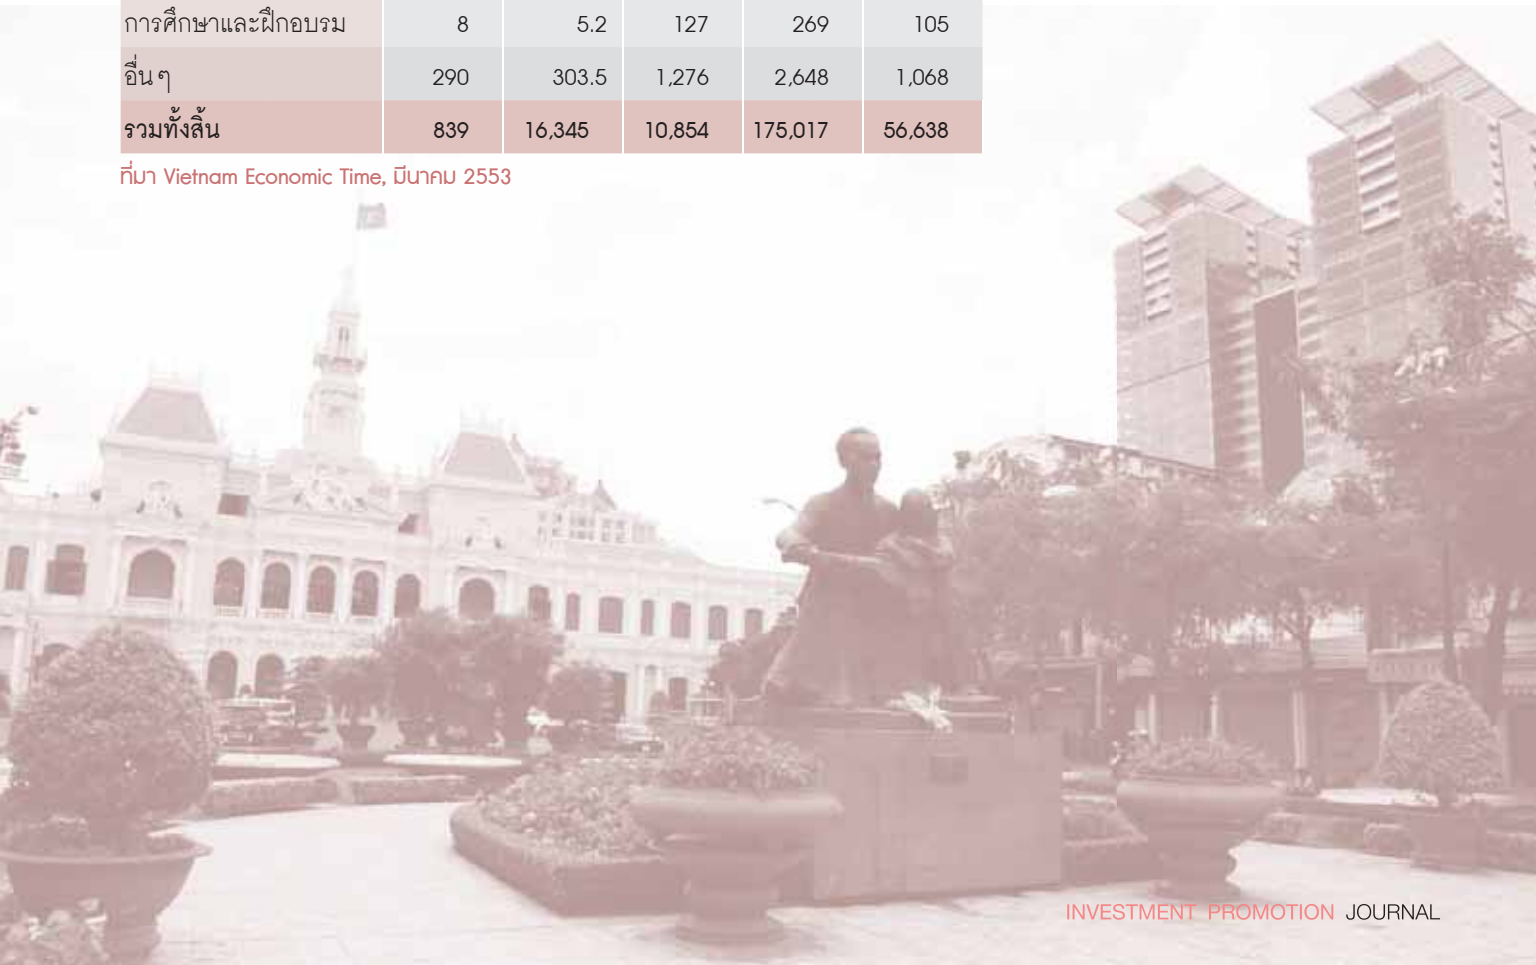 การศึกษาและฝึกอบรม 8 5.2 127 269 105
อื่นๆ 290 303.5 1,276 2,648 1,068
รวมทั้งสิ้น 839 16,345 10,854 175,017 56,638
ที่มา Vietnam Economic Time, มีนาคม 2553
INVESTMENT PROMOTION JOURNAL